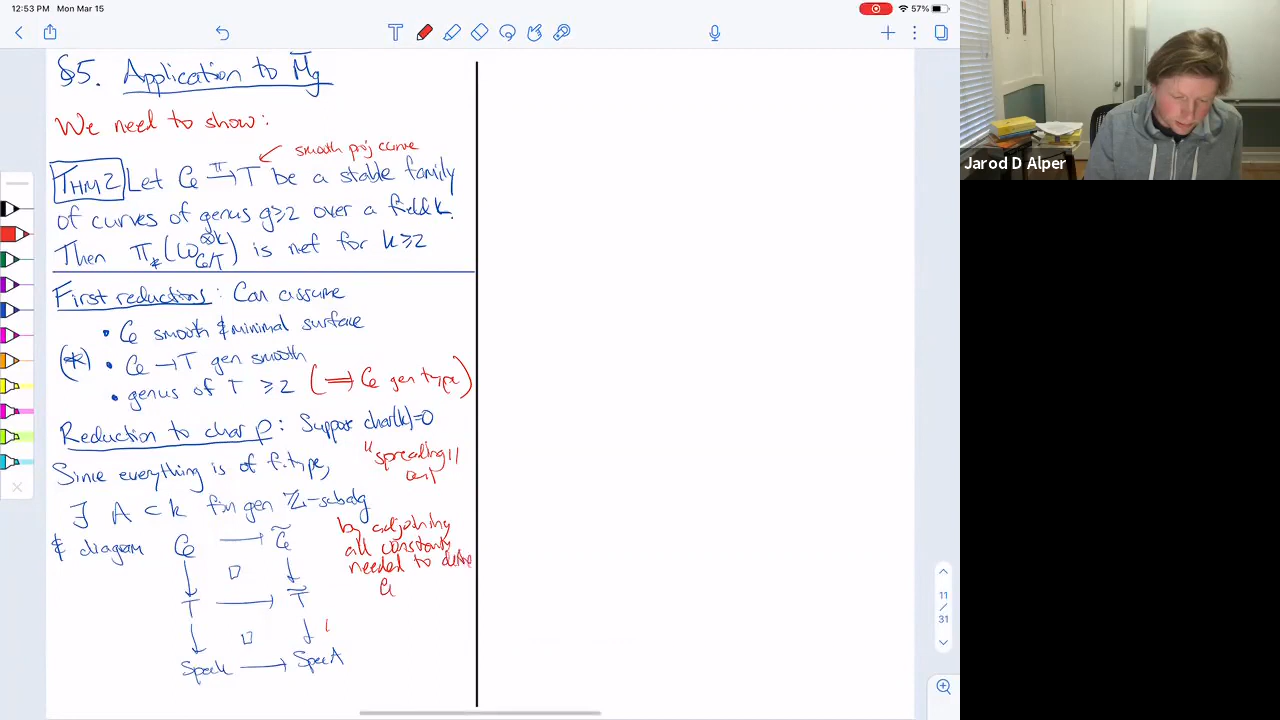 12:53 PM Mon Mar 15
57%
§5. Application to M̄g
We need to show:
smooth proj curve
THM 2 Let 𝒞 →^π T be a stable family
of curves of genus g ≥ 2 over a field k.
Then π_*(ω_{𝒞/T}^{⊗k}) is nef for k ≥ 2
First reductions: Can assume
• 𝒞 smooth & minimal surface
(*) • 𝒞 → T gen smooth
• genus of T ≥ 2 (⟹ 𝒞 gen type)
Reduction to char p: Suppose char(k)=0
Since everything is of f. type,
"spreading out"
∃ A ⊂ k fin gen ℤ-subalg
& diagram 𝒞 → 𝒞̃
by adjoining
all constants
needed to define
𝒞
T → T̃
Spec k → Spec A
Jarod D Alper
11
/
31